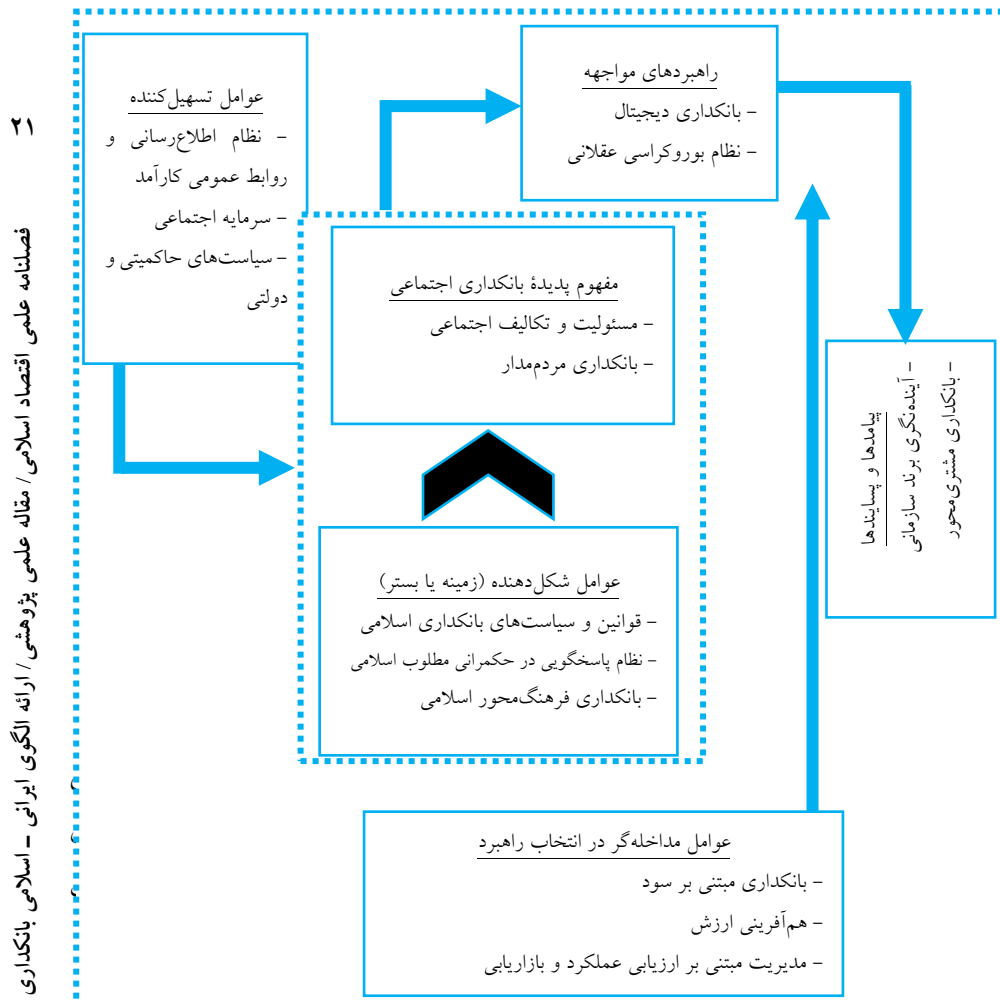 ۲۱
فصلنامه علمی اقتصاد اسلامی/ مقاله علمی پژوهشی/ ارائه الگوی ایرانی – اسلامی بانکداری
راهبردهای مواجهه
- بانکداری دیجیتال
- نظام بوروکراسی عقلانی
عوامل تسهیل‌کننده
- نظام اطلاع‌رسانی و
روابط عمومی کارآمد
- سرمایه اجتماعی
- سیاست‌های حاکمیتی و
دولتی
مفهوم پدیدۀ بانکداری اجتماعی
- مسئولیت و تکالیف اجتماعی
- بانکداری مردم‌مدار
پیامدها و پسایندها
- آینده‌نگری برند سازمانی
- بانکداری مشتری‌محور
عوامل شکل‌دهنده (زمینه یا بستر)
- قوانین و سیاست‌های بانکداری اسلامی
- نظام پاسخگویی در حکمرانی مطلوب اسلامی
- بانکداری فرهنگ‌محور اسلامی
عوامل مداخله‌گر در انتخاب راهبرد
- بانکداری مبتنی بر سود
- هم‌آفرینی ارزش
- مدیریت مبتنی بر ارزیابی عملکرد و بازاریابی